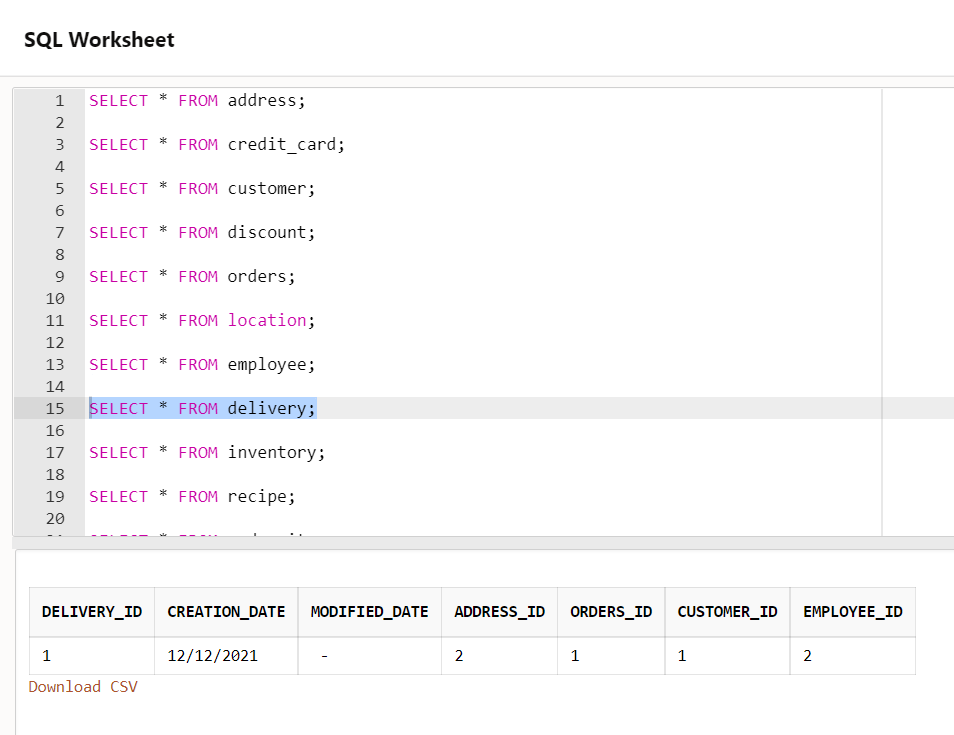 SQL Worksheet
1 SELECT * FROM address;
2
3 SELECT * FROM credit_card;
4
5 SELECT * FROM customer;
6
7 SELECT * FROM discount;
8
9 SELECT * FROM orders;
10
11 SELECT * FROM location;
12
13 SELECT * FROM employee;
14
15 SELECT * FROM delivery;
16
17 SELECT * FROM inventory;
18
19 SELECT * FROM recipe;
20
DELIVERY_ID CREATION_DATE MODIFIED_DATE ADDRESS_ID ORDERS_ID CUSTOMER_ID EMPLOYEE_ID
1 12/12/2021 - 2 1 1 2
Download CSV